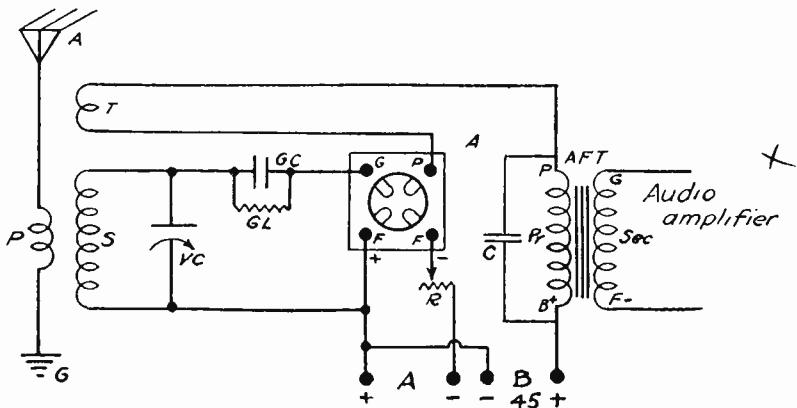 A
T
A
GC
G P
P AFT G
GL
Audio
amplifier
P
S
VC
F F
+ -
C
Pr
Sec
R
B+
F-
G
+ A - - B +
45